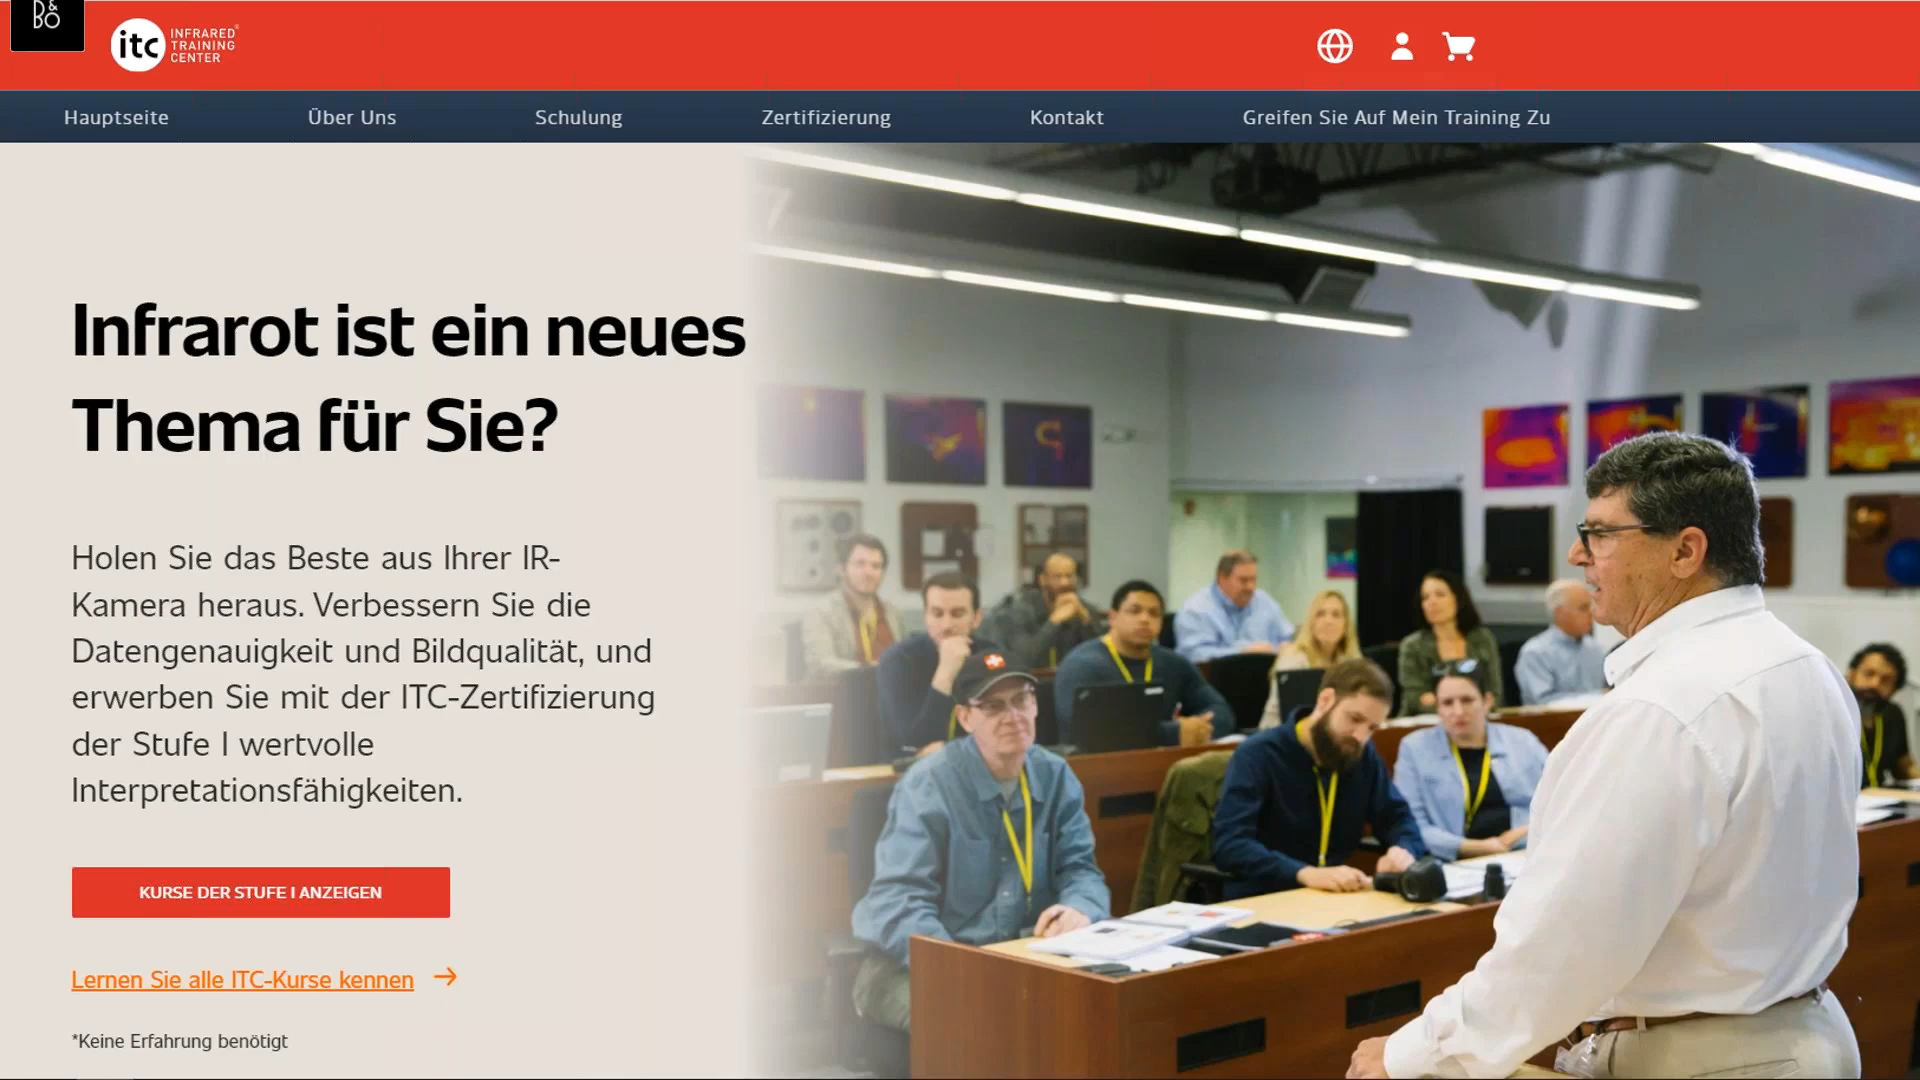 B&
BO
itc INFRARED
TRAINING
CENTER
Hauptseite Über Uns Schulung Zertifizierung Kontakt Greifen Sie Auf Mein Training Zu
Infrarot ist ein neues
Thema für Sie?
Holen Sie das Beste aus Ihrer IR-
Kamera heraus. Verbessern Sie die
Datengenauigkeit und Bildqualität, und
erwerben Sie mit der ITC-Zertifizierung
der Stufe I wertvolle
Interpretationsfähigkeiten.
KURSE DER STUFE I ANZEIGEN
Lernen Sie alle ITC-Kurse kennen →
*Keine Erfahrung benötigt